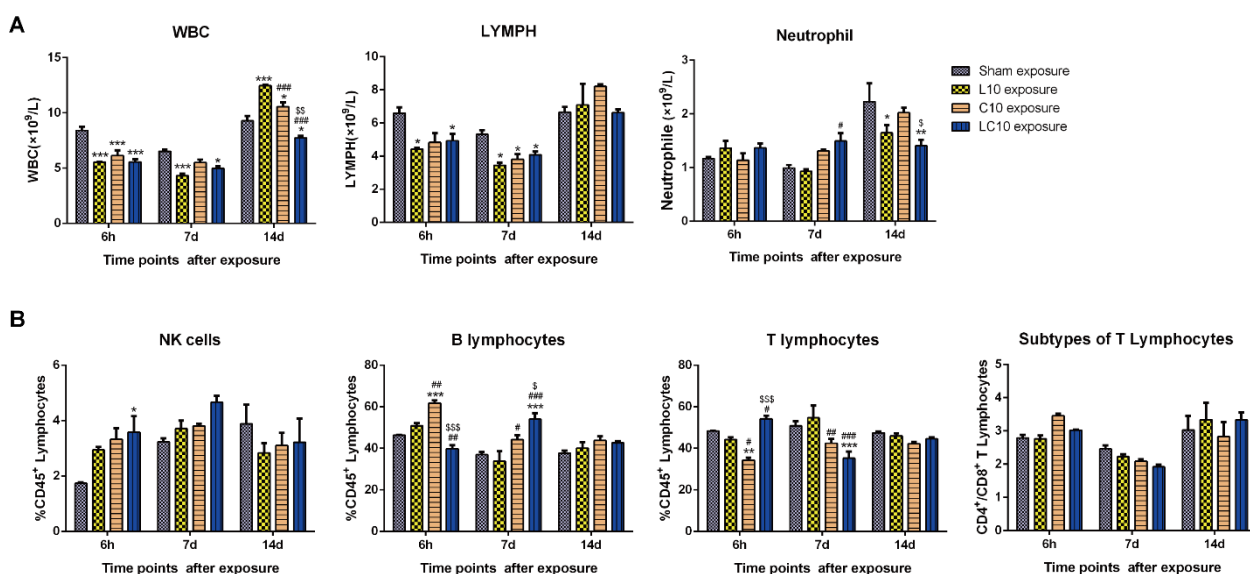 A
WBC
WBC(×10⁹/L)
15
10
5
0
***
***
***
***
*
***
###
*
$$
###
*
6h
7d
14d
Time points after exposure
LYMPH
LYMPH(×10⁹/L)
10
8
6
4
2
0
*
*
*
*
*
6h
7d
14d
Time points after exposure
Neutrophil
Neutrophile (×10⁹/L)
3
2
1
0
#
*
$
**
6h
7d
14d
Time points after exposure
Sham exposure
L10 exposure
C10 exposure
LC10 exposure
B
NK cells
%CD45⁺ Lymphocytes
6
4
2
0
*
6h
7d
14d
Time points after exposure
B lymphocytes
%CD45⁺ Lymphocytes
80
60
40
20
0
##
***
$$$
##
#
$
###
***
6h
7d
14d
Time points after exposure
T lymphocytes
%CD45⁺ Lymphocytes
80
60
40
20
0
#
**
$$$
#
##
###
***
6h
7d
14d
Time points after exposure
Subtypes of T Lymphocytes
CD4⁺/CD8⁺ T Lymphocytes
5
4
3
2
1
0
6h
7d
14d
Time points after exposure